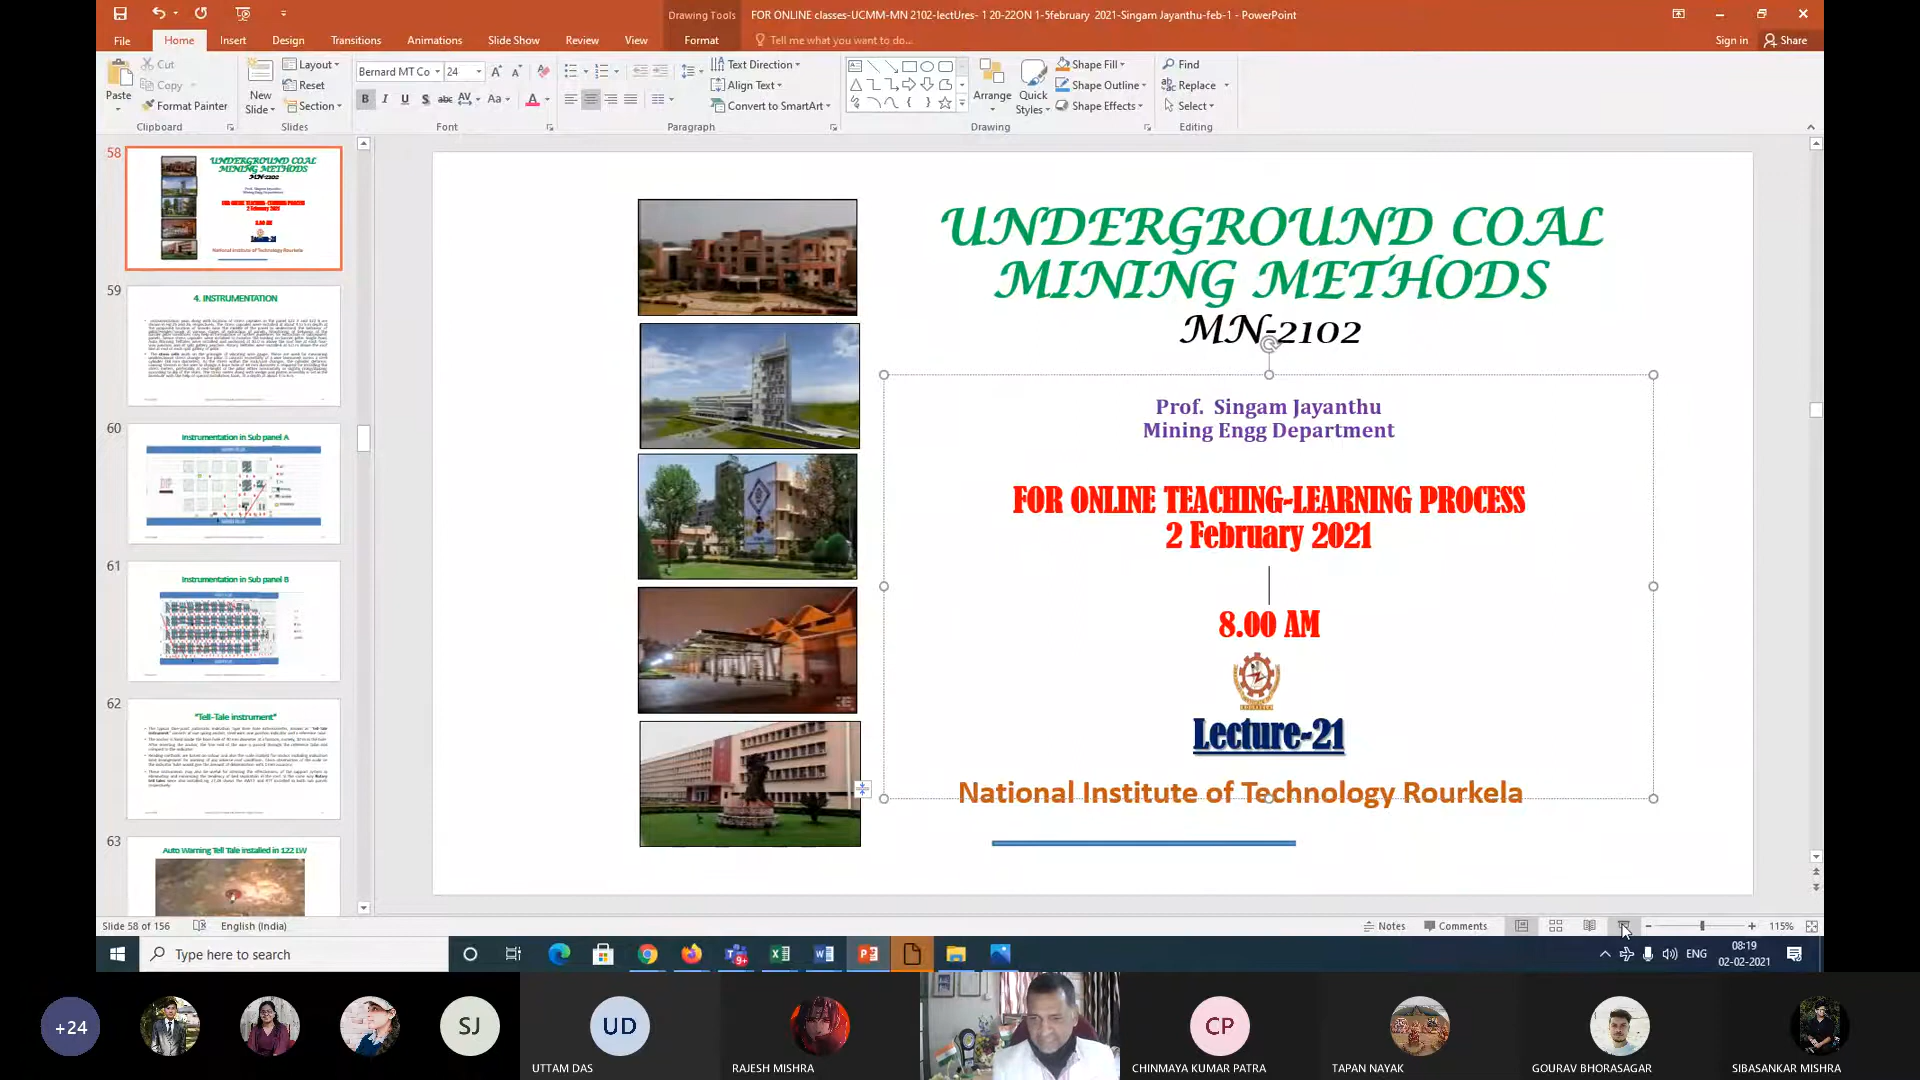 FOR ONLINE classes-UCMM-MN 2102-lectUres- 1 20-22ON 1-5february 2021-Singam Jayanthu-feb-1 - PowerPoint
Drawing Tools
File Home Insert Design Transitions Animations Slide Show Review View Format Tell me what you want to do... Sign in Share
Paste
Cut
Copy
Format Painter
Clipboard
New Slide
Layout
Reset
Section
Slides
Bernard MT Co 24
B I U S abc AV Aa A
Font
Text Direction
Align Text
Convert to SmartArt
Paragraph
Arrange
Quick Styles
Shape Fill
Shape Outline
Shape Effects
Drawing
Find
Replace
Select
Editing
58
UNDERGROUND COAL
MINING METHODS
MN-2102
59
4. INSTRUMENTATION
60
Instrumentation in Sub panel A
61
Instrumentation in Sub panel B
62
"Tell-Tale instrument"
63
Auto Warning Tell Tale installed in 122 LW
UNDERGROUND COAL
MINING METHODS
MN-2102
Prof. Singam Jayanthu
Mining Engg Department
FOR ONLINE TEACHING-LEARNING PROCESS
2 February 2021
8.00 AM
Lecture-21
National Institute of Technology Rourkela
Slide 58 of 156 English (India) Notes Comments 115%
Type here to search
ENG
08:19
02-02-2021
+24
SJ
UD
UTTAM DAS
RAJESH MISHRA
CP
CHINMAYA KUMAR PATRA
TAPAN NAYAK
GOURAV BHORASAGAR
SIBASANKAR MISHRA